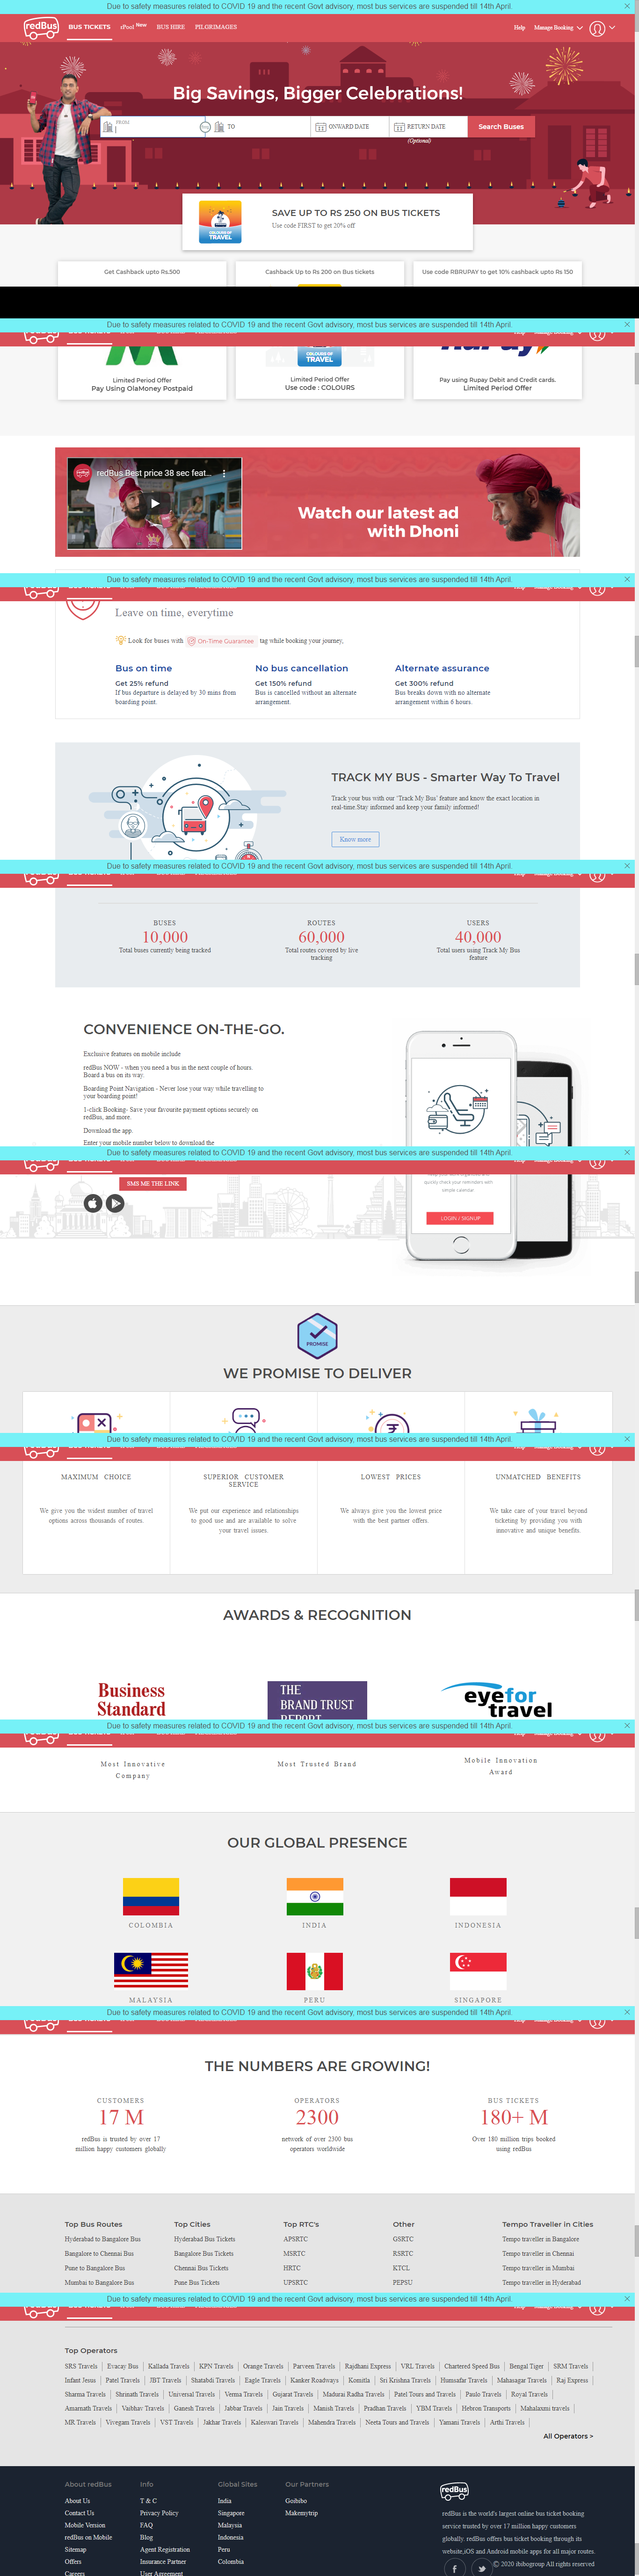 Due to safety measures related to COVID 19 and the recent Govt advisory, most bus services are suspended till 14th April.
redBus BUS TICKETS rPool New BUS HIRE PILGRIMAGES Help Manage Booking
Big Savings, Bigger Celebrations!
FROM TO ONWARD DATE RETURN DATE Search Buses
(Optional)
COLOURS OF TRAVEL
SAVE UP TO RS 250 ON BUS TICKETS
Use code FIRST to get 20% off
Get Cashback upto Rs.500 Cashback Up to Rs 200 on Bus tickets Use code RBRUPAY to get 10% cashback upto Rs 150
Due to safety measures related to COVID 19 and the recent Govt advisory, most bus services are suspended till 14th April.
COLOURS OF TRAVEL
Limited Period Offer Limited Period Offer Pay using Rupay Debit and Credit cards.
Pay Using OlaMoney Postpaid Use code : COLOURS Limited Period Offer
redBus Best price 38 sec feat...
Watch our latest ad
with Dhoni
Due to safety measures related to COVID 19 and the recent Govt advisory, most bus services are suspended till 14th April.
Leave on time, everytime
Look for buses with On-Time Guarantee tag while booking your journey,
Bus on time No bus cancellation Alternate assurance
Get 25% refund Get 150% refund Get 300% refund
If bus departure is delayed by 30 mins from Bus is cancelled without an alternate Bus breaks down with no alternate
boarding point. arrangement. arrangement within 6 hours.
TRACK MY BUS - Smarter Way To Travel
Track your bus with our 'Track My Bus' feature and know the exact location in
real-time Stay informed and keep your family informed!
Know more
Due to safety measures related to COVID 19 and the recent Govt advisory, most bus services are suspended till 14th April.
BUSES ROUTES USERS
10,000 60,000 40,000
Total buses currently being tracked Total routes covered by live Total users using Track My Bus
tracking feature
CONVENIENCE ON-THE-GO.
Exclusive features on mobile include
redBus NOW - when you need a bus in the next couple of hours.
Board a bus on its way.
Boarding Point Navigation - Never lose your way while travelling to
your boarding point!
1-click Booking- Save your favourite payment options securely on
redBus, and more.
Download the app.
Enter your mobile number below to download the
Due to safety measures related to COVID 19 and the recent Govt advisory, most bus services are suspended till 14th April.
SMS ME THE LINK
quickly check your reminders with
simple calendar.
LOGIN / SIGNUP
PROMISE
WE PROMISE TO DELIVER
Due to safety measures related to COVID 19 and the recent Govt advisory, most bus services are suspended till 14th April.
MAXIMUM CHOICE SUPERIOR CUSTOMER LOWEST PRICES UNMATCHED BENEFITS
SERVICE
We give you the widest number of travel We put our experience and relationships We always give you the lowest price We take care of your travel beyond
options across thousands of routes. to good use and are available to solve with the best partner offers. ticketing by providing you with
your travel issues. innovative and unique benefits.
AWARDS & RECOGNITION
Business THE eyefor
Standard BRAND TRUST travel
REPORT
Due to safety measures related to COVID 19 and the recent Govt advisory, most bus services are suspended till 14th April.
Most Innovative Most Trusted Brand Mobile Innovation
Company Award
OUR GLOBAL PRESENCE
COLOMBIA INDIA INDONESIA
MALAYSIA PERU SINGAPORE
Due to safety measures related to COVID 19 and the recent Govt advisory, most bus services are suspended till 14th April.
THE NUMBERS ARE GROWING!
CUSTOMERS OPERATORS BUS TICKETS
17 M 2300 180+ M
redBus is trusted by over 17 network of over 2300 bus Over 180 million trips booked
million happy customers globally operators worldwide using redBus
Top Bus Routes Top Cities Top RTC's Other Tempo Traveller in Cities
Hyderabad to Bangalore Bus Hyderabad Bus Tickets APSRTC GSRTC Tempo traveller in Bangalore
Bangalore to Chennai Bus Bangalore Bus Tickets MSRTC RSRTC Tempo traveller in Chennai
Pune to Bangalore Bus Chennai Bus Tickets HRTC KTCL Tempo traveller in Mumbai
Mumbai to Bangalore Bus Pune Bus Tickets UPSRTC PEPSU Tempo traveller in Hyderabad
Due to safety measures related to COVID 19 and the recent Govt advisory, most bus services are suspended till 14th April.
Top Operators
SRS Travels Evacay Bus Kallada Travels KPN Travels Orange Travels Parveen Travels Rajdhani Express VRL Travels Chartered Speed Bus Bengal Tiger SRM Travels
Infant Jesus Patel Travels JBT Travels Shatabdi Travels Eagle Travels Kanker Roadways Komitla Sri Krishna Travels Humsafar Travels Mahasagar Travels Raj Express
Sharma Travels Shrinath Travels Universal Travels Verma Travels Gujarat Travels Madurai Radha Travels Patel Tours and Travels Paulo Travels Royal Travels
Amarnath Travels Vaibhav Travels Ganesh Travels Jabbar Travels Jain Travels Manish Travels Pradhan Travels YBM Travels Hebron Transports Mahalaxmi travels
MR Travels Vivegam Travels VST Travels Jakhar Travels Kaleswari Travels Mahendra Travels Neeta Tours and Travels Yamani Travels Arthi Travels
All Operators >
About redBus Info Global Sites Our Partners redBus
About Us T & C India Goibibo
Contact Us Privacy Policy Singapore Makemytrip redBus is the world's largest online bus ticket booking
Mobile Version FAQ Malaysia service trusted by over 17 million happy customers
redBus on Mobile Blog Indonesia globally. redBus offers bus ticket booking through its
Sitemap Agent Registration Peru website,iOS and Android mobile apps for all major routes.
Offers Insurance Partner Colombia © 2020 ibibogroup All rights reserved
Careers User Agreement